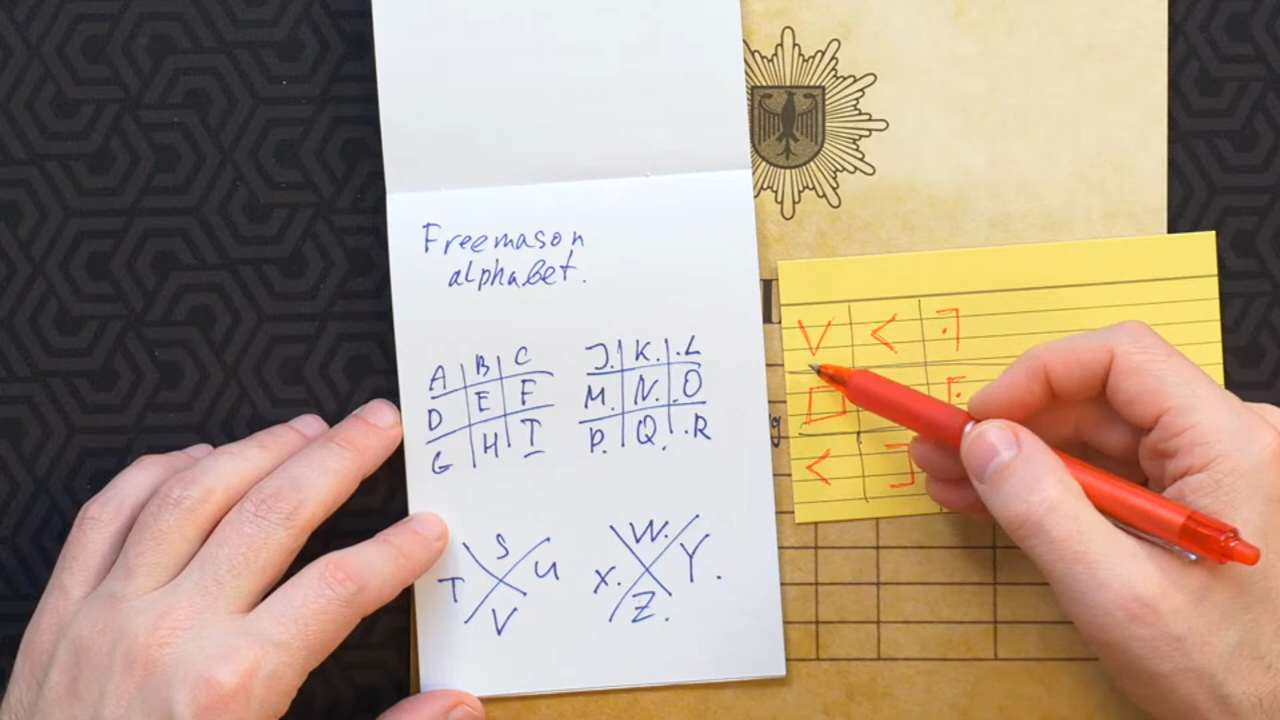 Freemason
alphabet.
A B C
D E F
G H I
J. K. .L
M. N. .O
P. Q. .R
S
T U
V
W.
X. Y.
Z.